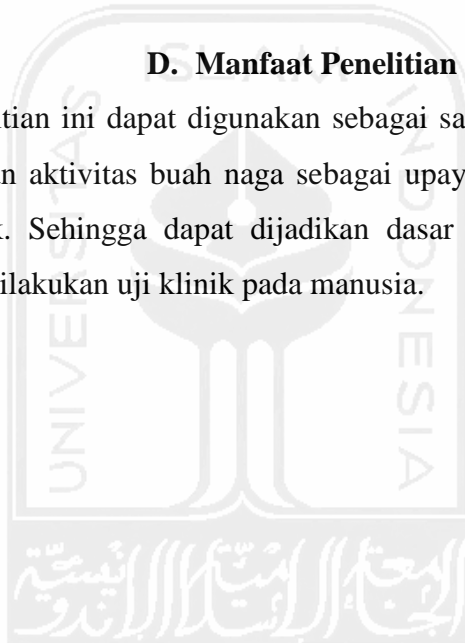 D. Manfaat Penelitian
tian ini dapat digunakan sebagai sa
n aktivitas buah naga sebagai upay
k. Sehingga dapat dijadikan dasar
ilakukan uji klinik pada manusia.
ISLAM
UNIVERSITAS
INDONESIA